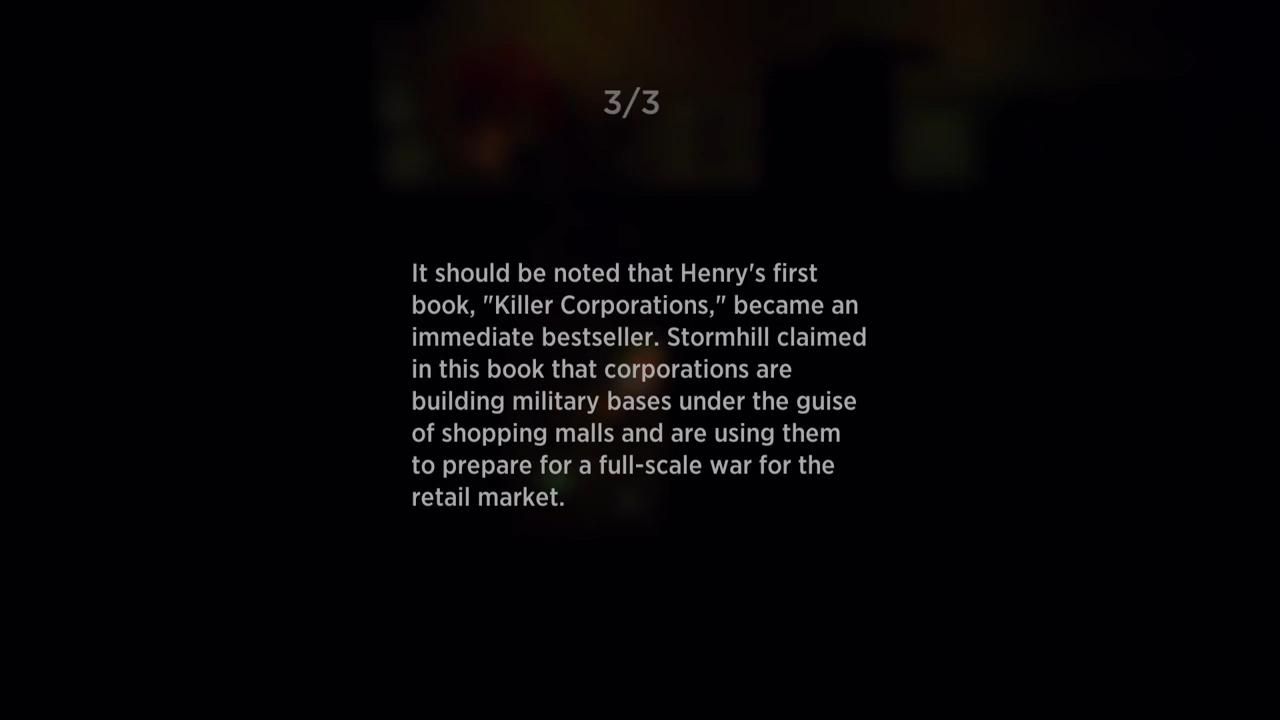 3/3
It should be noted that Henry's first
book, "Killer Corporations," became an
immediate bestseller. Stormhill claimed
in this book that corporations are
building military bases under the guise
of shopping malls and are using them
to prepare for a full-scale war for the
retail market.